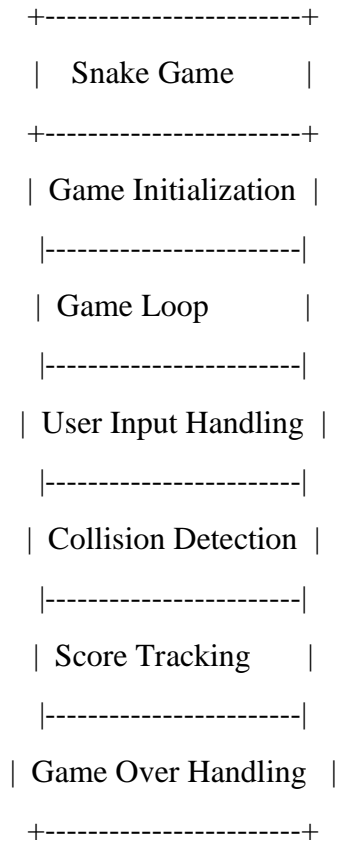 +------------------------+
| Snake Game |
+------------------------+
| Game Initialization |
|------------------------|
| Game Loop |
|------------------------|
| User Input Handling |
|------------------------|
| Collision Detection |
|------------------------|
| Score Tracking |
|------------------------|
| Game Over Handling |
+------------------------+